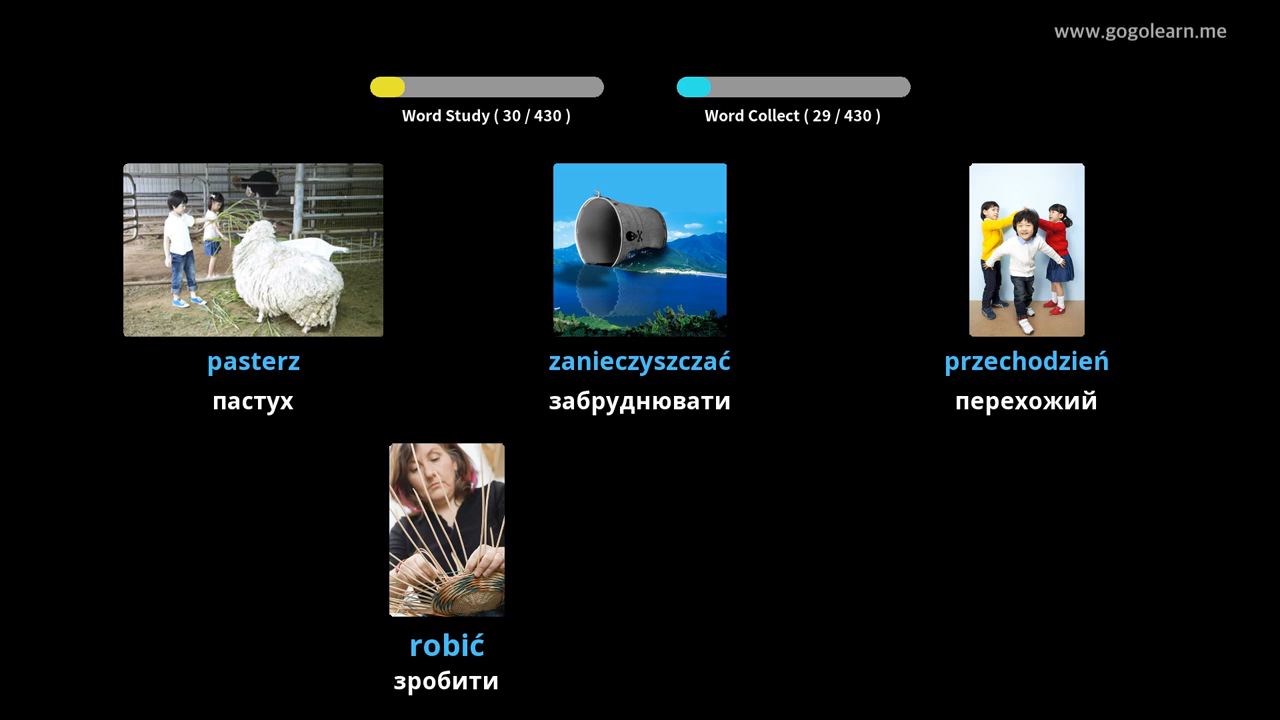 www.gogolearn.me
Word Study ( 30 / 430 )
Word Collect ( 29 / 430 )
pasterz
пастух
zanieczyszczać
забруднювати
przechodzień
перехожий
robić
зробити